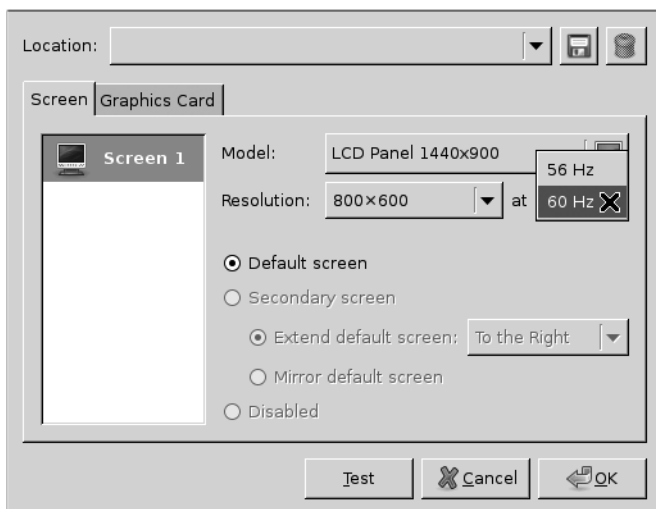 Location:
Screen Graphics Card
Screen 1
Model: LCD Panel 1440x900
56 Hz
Resolution: 800×600 at 60 Hz
Default screen
Secondary screen
Extend default screen: To the Right
Mirror default screen
Disabled
Test Cancel OK